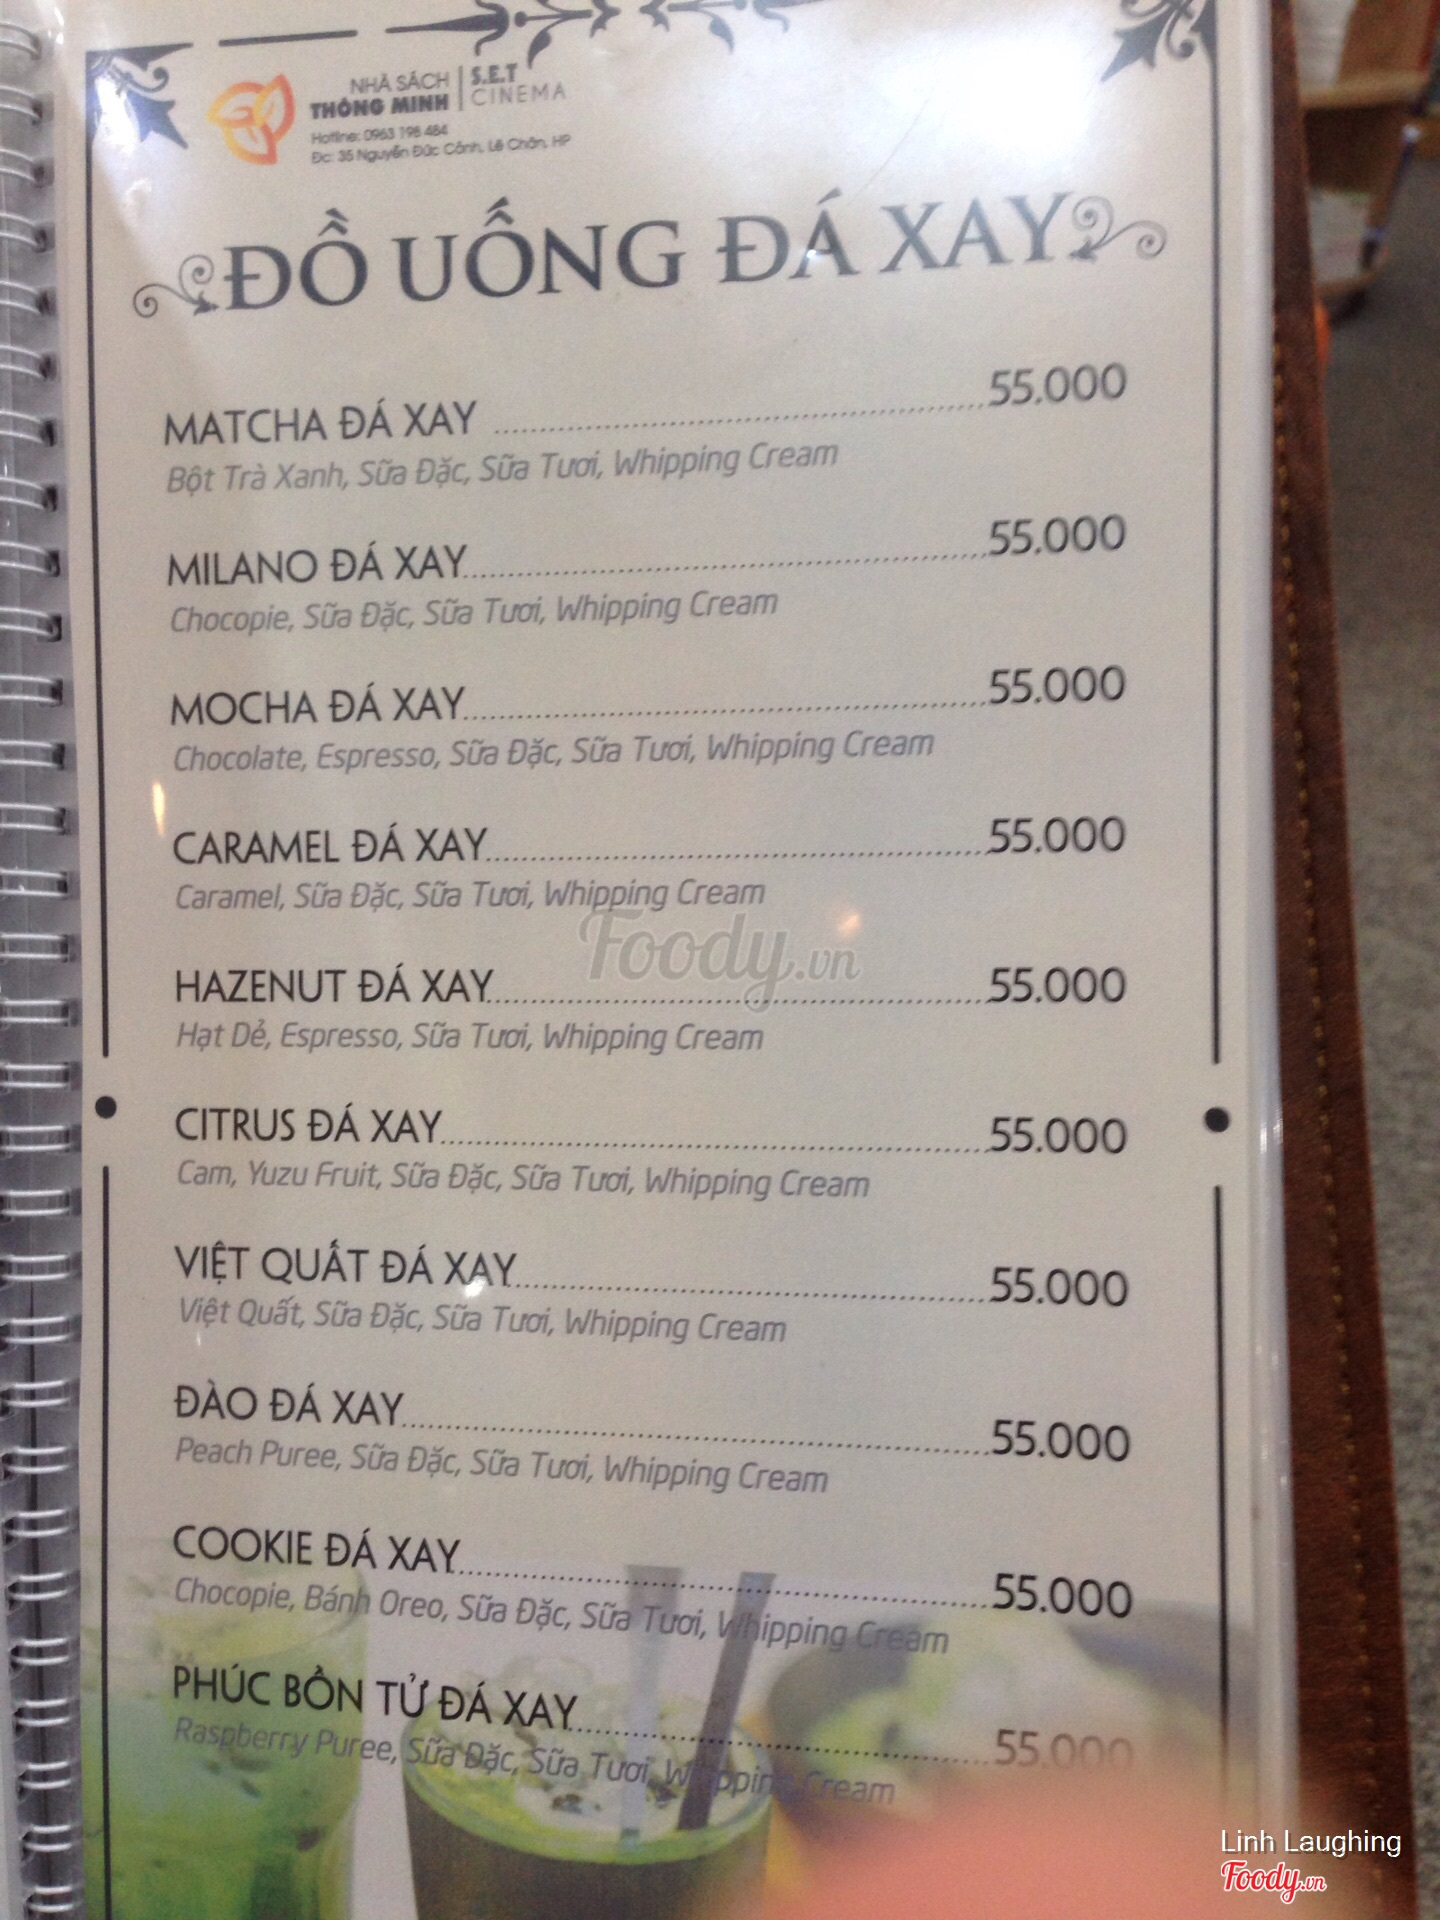 NHÀ SÁCH
THÔNG MINH
S.E.T
CINEMA
Hotline: 0963 198 484
Đc: 35 Nguyễn Đức Cảnh, Lê Chân, HP
ĐỒ UỐNG ĐÁ XAY
MATCHA ĐÁ XAY 55.000
Bột Trà Xanh, Sữa Đặc, Sữa Tươi, Whipping Cream
MILANO ĐÁ XAY 55.000
Chocopie, Sữa Đặc, Sữa Tươi, Whipping Cream
MOCHA ĐÁ XAY 55.000
Chocolate, Espresso, Sữa Đặc, Sữa Tươi, Whipping Cream
CARAMEL ĐÁ XAY 55.000
Caramel, Sữa Đặc, Sữa Tươi, Whipping Cream
Foody.vn
HAZENUT ĐÁ XAY 55.000
Hạt Dẻ, Espresso, Sữa Tươi, Whipping Cream
CITRUS ĐÁ XAY 55.000
Cam, Yuzu Fruit, Sữa Đặc, Sữa Tươi, Whipping Cream
VIỆT QUẤT ĐÁ XAY 55.000
Việt Quất, Sữa Đặc, Sữa Tươi, Whipping Cream
ĐÀO ĐÁ XAY 55.000
Peach Puree, Sữa Đặc, Sữa Tươi, Whipping Cream
COOKIE ĐÁ XAY 55.000
Chocopie, Bánh Oreo, Sữa Đặc, Sữa Tươi, Whipping Cream
PHÚC BỒN TỬ ĐÁ XAY 55.000
Raspberry Puree, Sữa Đặc, Sữa Tươi, Whipping Cream
Linh Laughing
Foody.vn